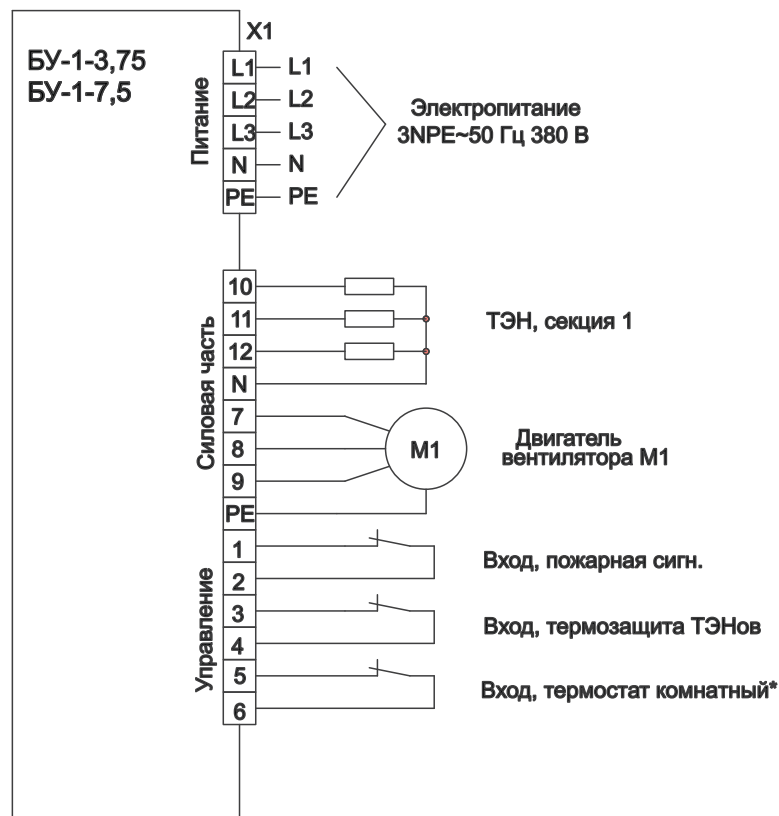 БУ-1-3,75
БУ-1-7,5
X1
Питание
L1 L1
L2 L2
L3 L3
N N
PE PE
Электропитание
3NPE~50 Гц 380 В
Силовая часть
10
11
12
N
ТЭН, секция 1
7
8
9
PE
M1
Двигатель
вентилятора М1
Управление
1
2
Вход, пожарная сигн.
3
4
Вход, термозащита ТЭНов
5
6
Вход, термостат комнатный*